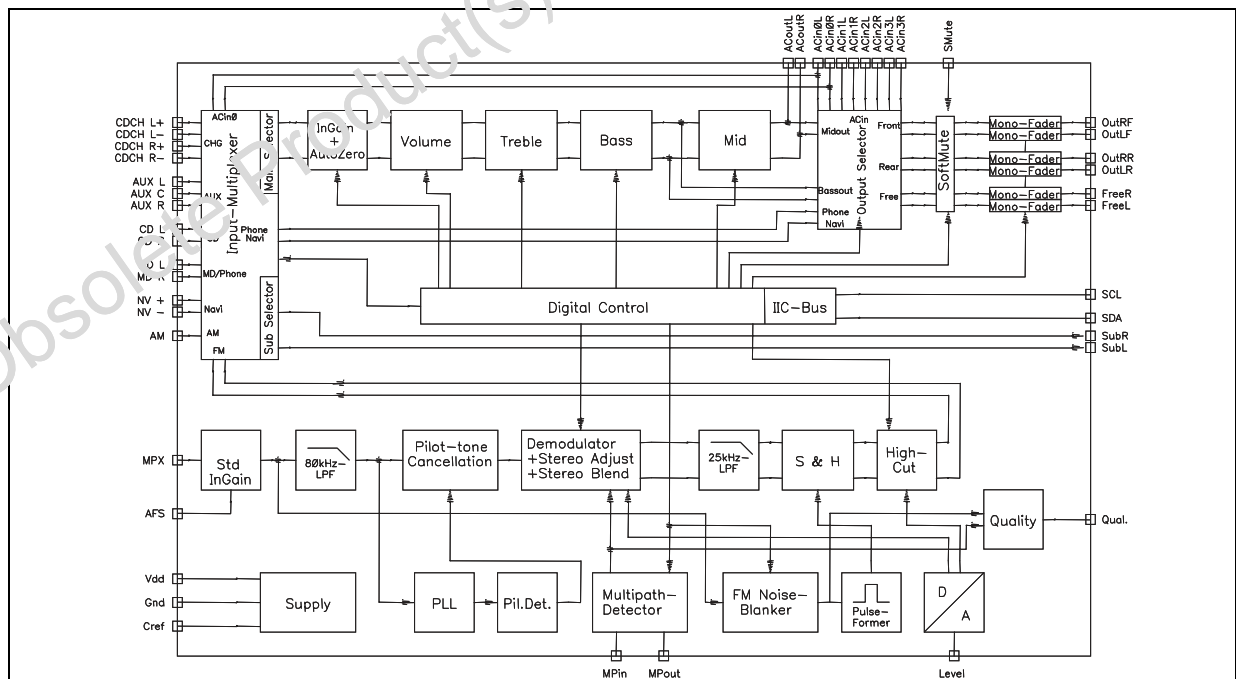 Obsolete Product(s)
ACoutL
ACoutR
ACin0L
ACin0R
ACin1L
ACin1R
ACin2L
ACin2R
ACin3L
ACin3R
SMute
CDCH L+
CDCH L-
CDCH R+
CDCH R-
AUX L
AUX C
AUX R
CD L
MD R
NV +
NV -
AM
ACin0
CHG
AUX
CD
MD/Phone
Navi
AM
FM
Input-Multiplexer
Main Selector
Phone
Navi
Sub Selector
InGain
+
AutoZero
Volume
Treble
Bass
Mid
ACin
Midout
Front
Rear
Bassout
Free
Phone
Navi
Output Selector
SoftMute
Mono-Fader
Mono-Fader
Mono-Fader
Mono-Fader
Mono-Fader
Mono-Fader
OutRF
OutLF
OutRR
OutLR
FreeR
FreeL
Digital Control
IIC-Bus
SCL
SDA
SubR
SubL
MPX
AFS
Std
InGain
80kHz-
LPF
Pilot-tone
Cancellation
Demodulator
+Stereo Adjust
+Stereo Blend
25kHz-
LPF
S & H
High-
Cut
Quality
Qual.
Vdd
Gnd
Cref
Supply
PLL
Pil.Det.
Multipath-
Detector
FM Noise-
Blanker
Pulse-
Former
D
A
MPin
MPout
Level